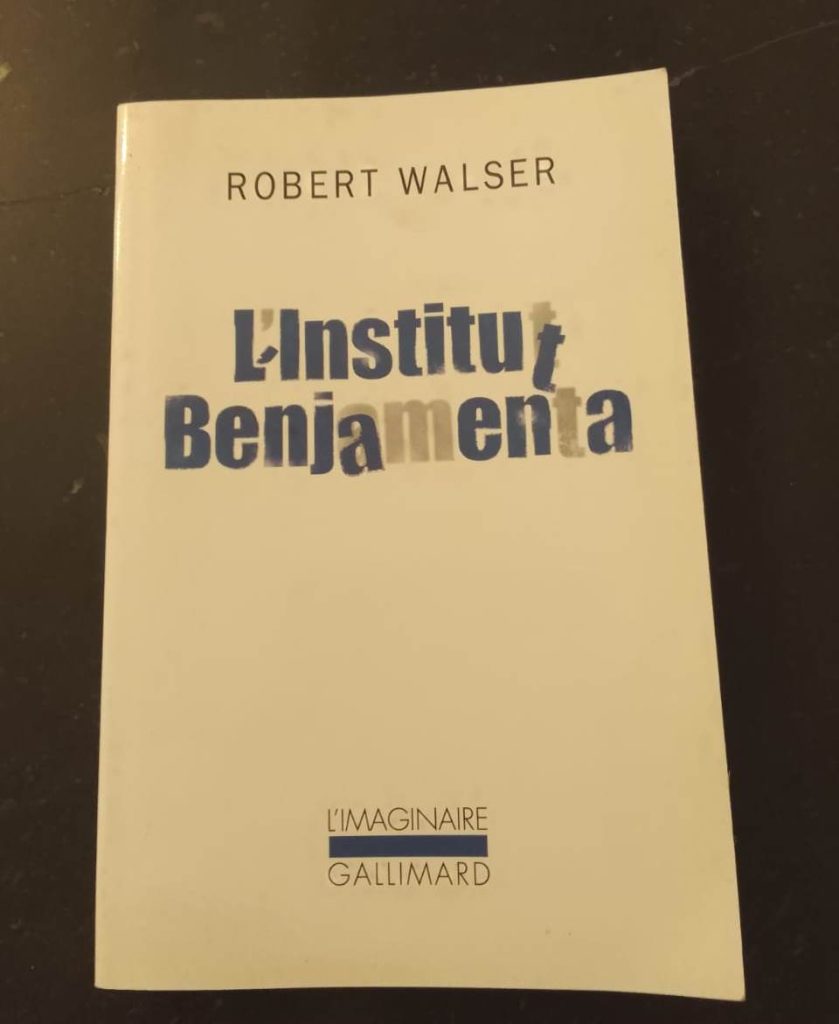 ROBERT WALSER
L'Institut
Benjamenta
L'IMAGINAIRE
GALLIMARD